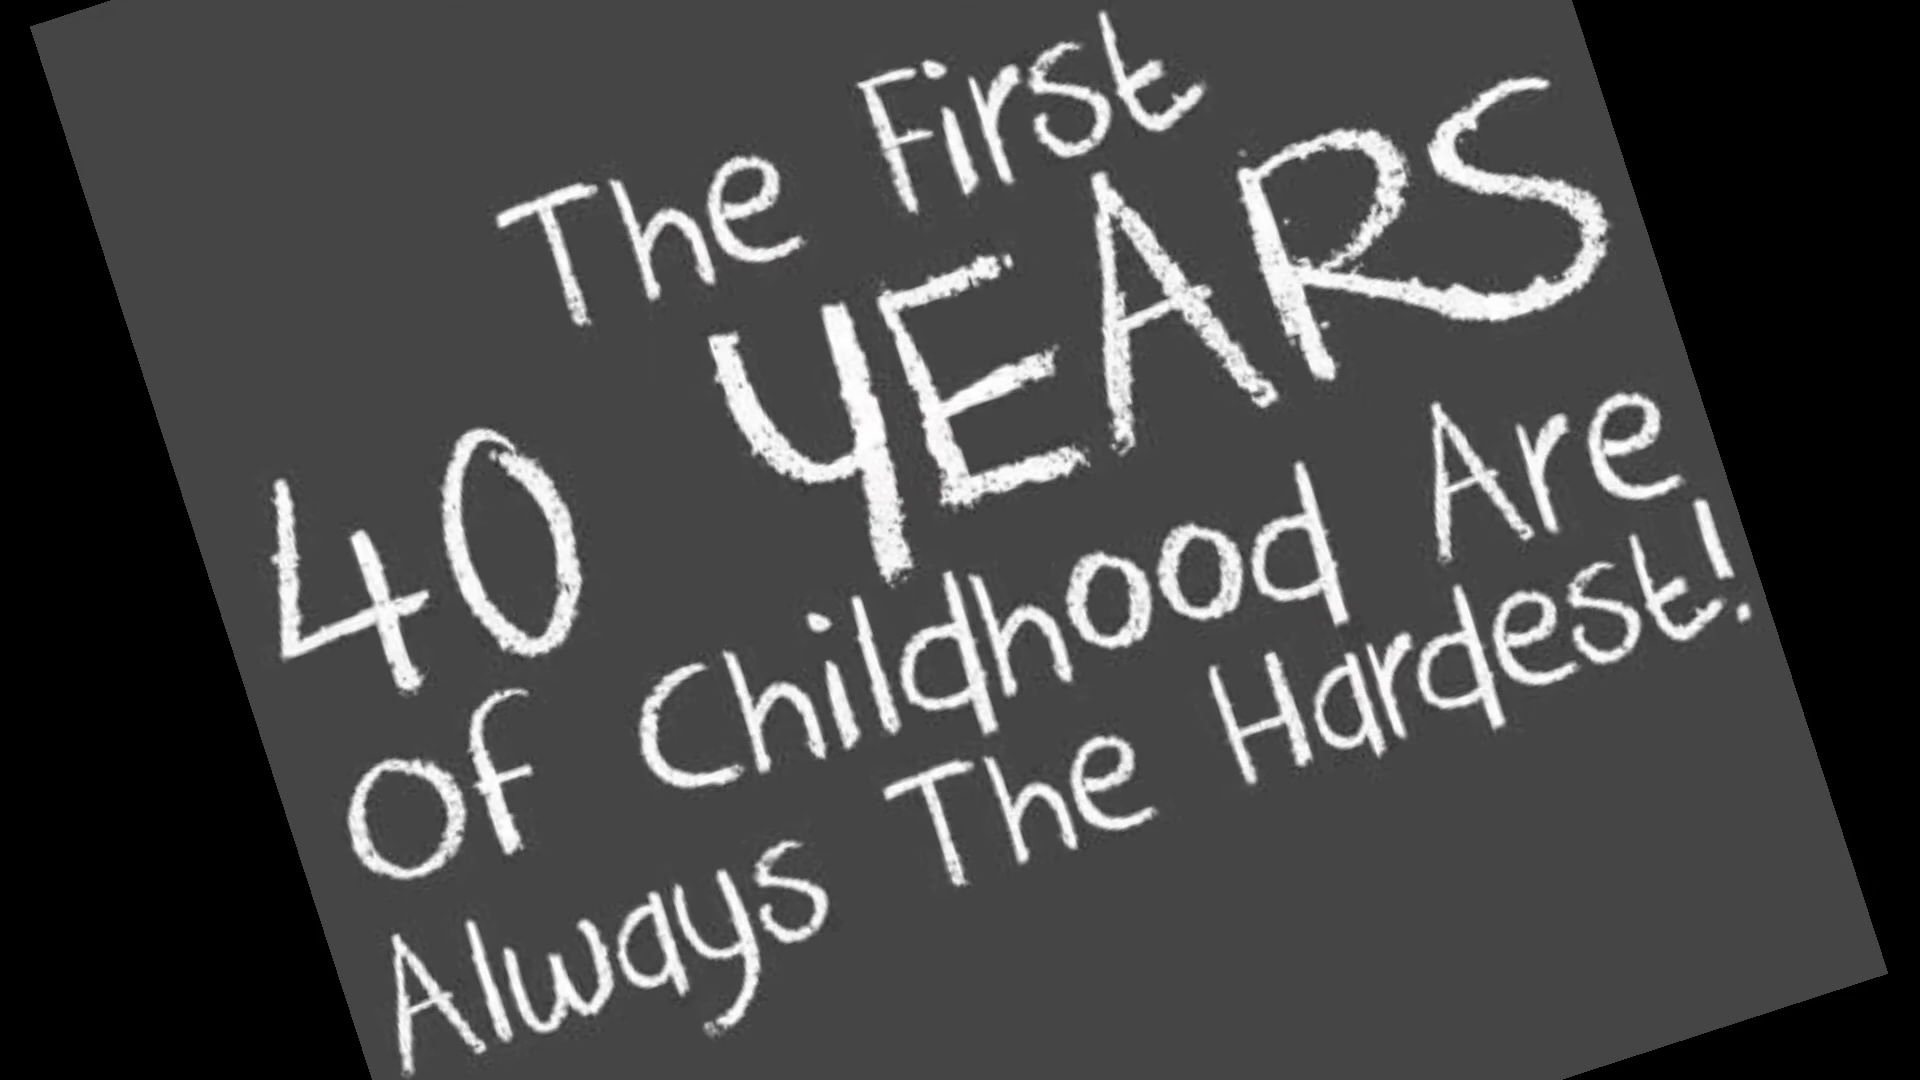 The First
40 YEARS
Of Childhood Are
Always The Hardest!